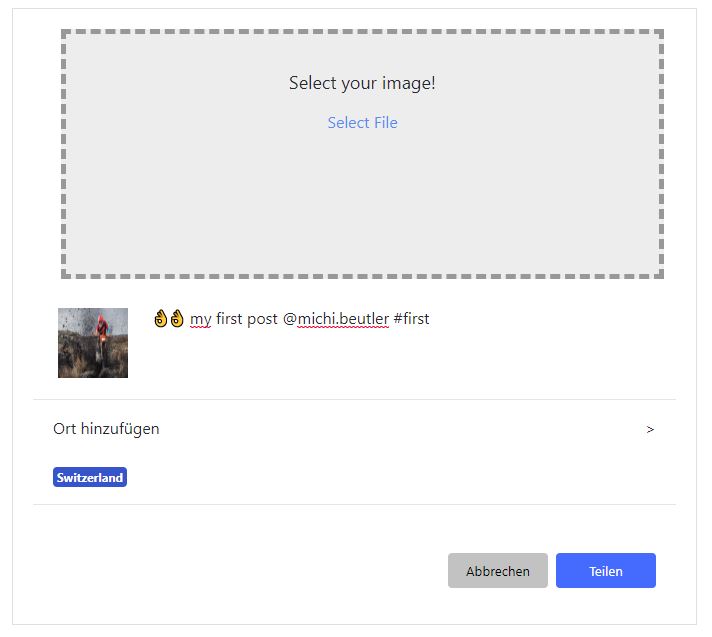 Select your image!
Select File
👌👌 my first post @michi.beutler #first
Ort hinzufügen >
Switzerland
Abbrechen Teilen